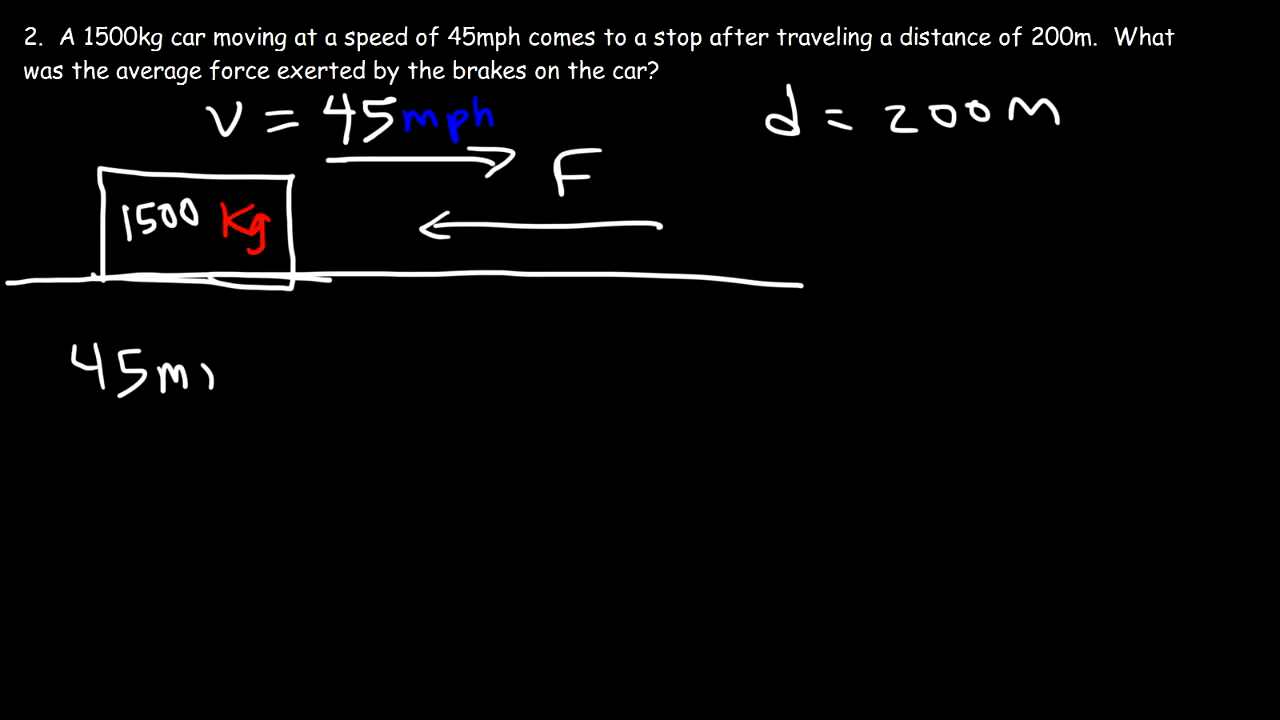 2. A 1500kg car moving at a speed of 45mph comes to a stop after traveling a distance of 200m. What
was the average force exerted by the brakes on the car?
v = 45mph
d = 200m
F
1500 Kg
45m